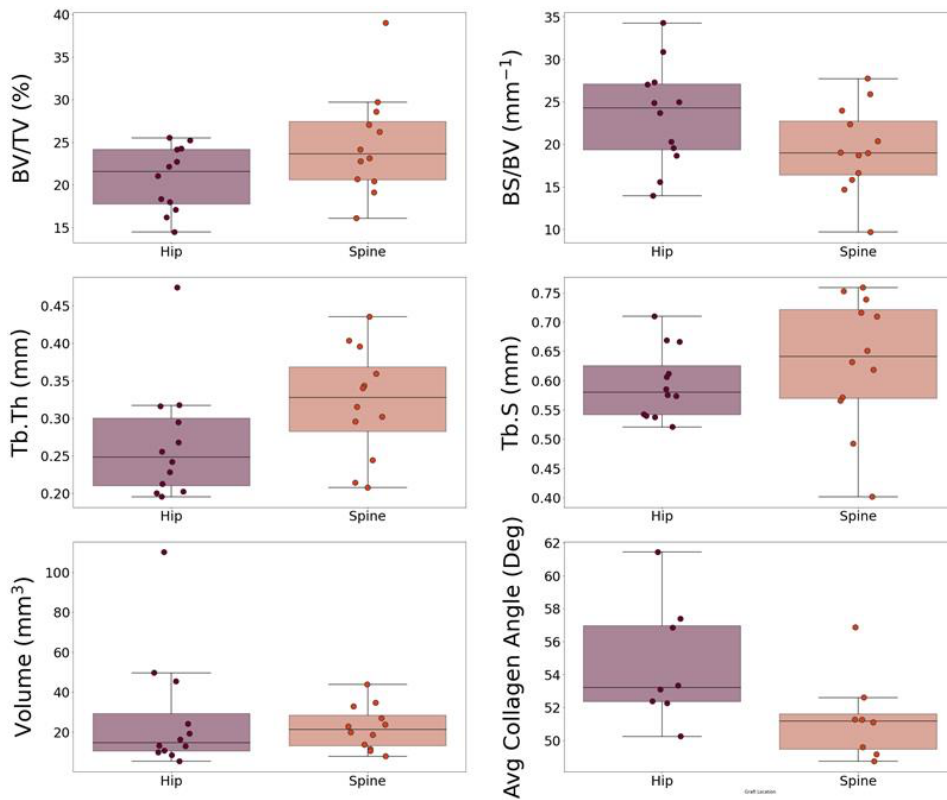 BV/TV (%)
40
35
30
25
20
15
Hip
Spine
BS/BV (mm⁻¹)
35
30
25
20
15
10
Hip
Spine
Tb.Th (mm)
0.45
0.40
0.35
0.30
0.25
0.20
Hip
Spine
Tb.S (mm)
0.75
0.70
0.65
0.60
0.55
0.50
0.45
0.40
Hip
Spine
Volume (mm³)
100
80
60
40
20
Hip
Spine
Avg Collagen Angle (Deg)
62
60
58
56
54
52
50
Hip
Spine
Graft Location